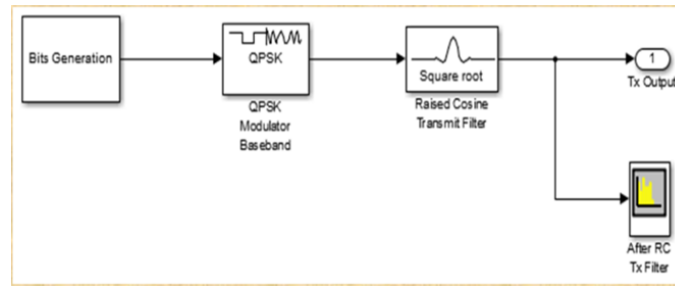 Bits Generation
QPSK
QPSK
Modulator
Baseband
Square root
Raised Cosine
Transmit Filter
1
Tx Output
After RC
Tx Filter